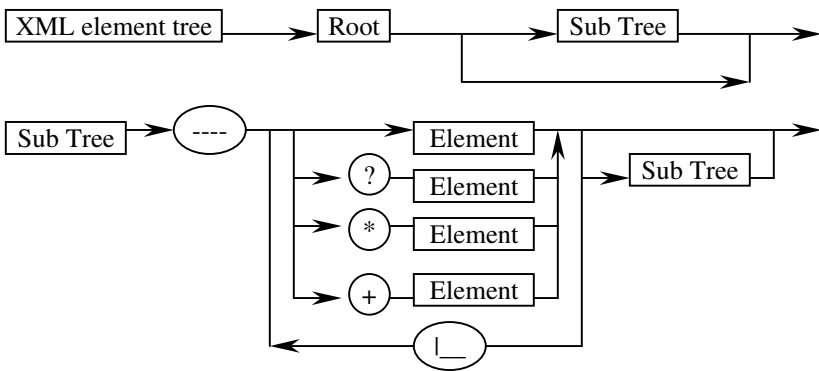 XML element tree
Root
Sub Tree
Sub Tree
----
Element
? Element
Sub Tree
* Element
+ Element
|__